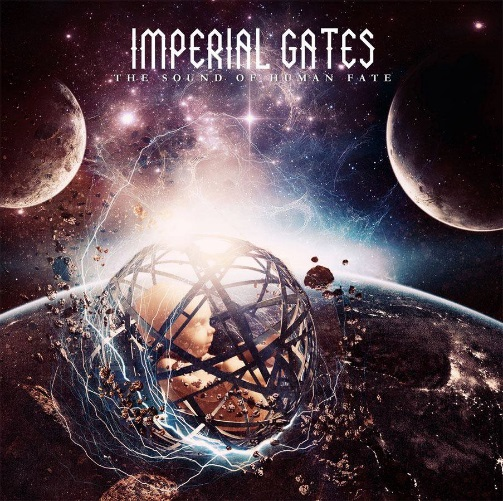 IMPERIAL GATES
THE SOUND OF HUMAN FATE